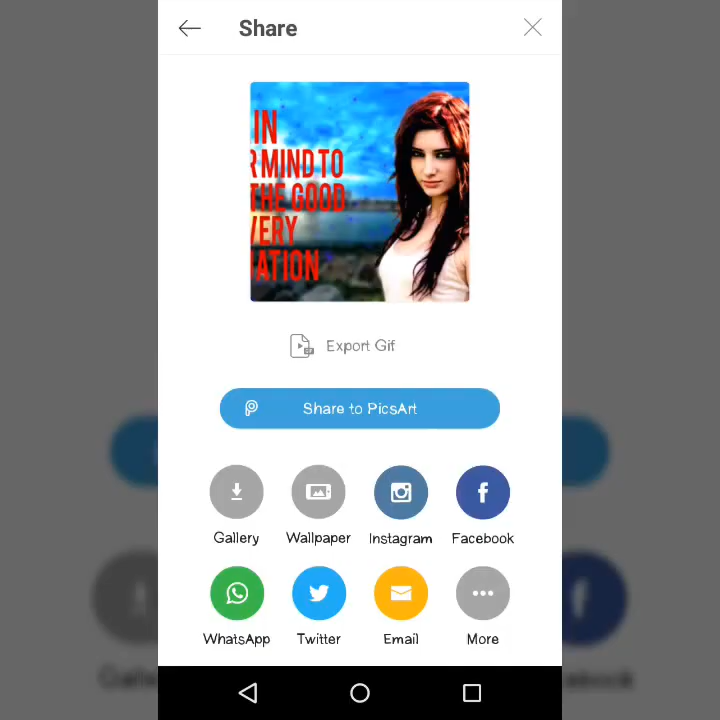 Share
IN
RMIND TO
THE GOOD
VERY
ATION
Export Gif
Share to PicsArt
Gallery Wallpaper Instagram Facebook
WhatsApp Twitter Email More